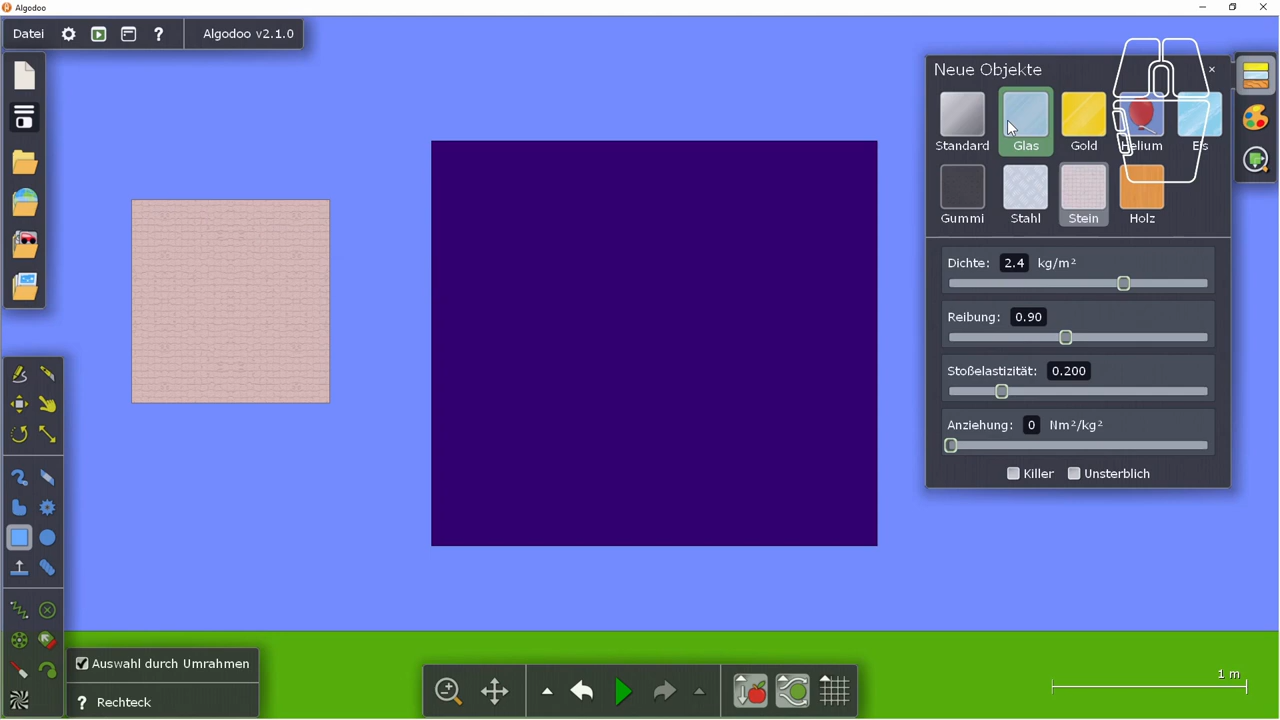 Algodoo
Datei
?
Algodoo v2.1.0
Neue Objekte
Standard
Glas
Gold
Helium
Eis
Gummi
Stahl
Stein
Holz
Dichte: 2.4 kg/m²
Reibung: 0.90
Stoßelastizität: 0.200
Anziehung: 0 Nm²/kg²
Killer
Unsterblich
Auswahl durch Umrahmen
? Rechteck
1 m